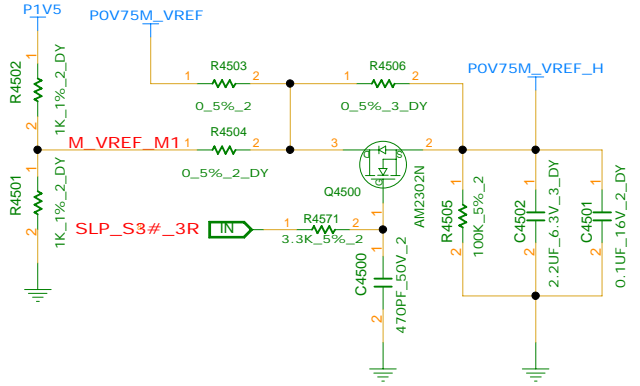 P1V5
P0V75M_VREF
R4502
1K_1%_2_DY
1
2
R4503
1
2
0_5%_2
R4506
1
2
0_5%_3_DY
P0V75M_VREF_H
M_VREF_M1
R4504
1
2
0_5%_2_DY
3
2
D
S
G
Q4500
AM2302N
1
R4501
1
2
1K_1%_2_DY
SLP_S3#_3R
IN
R4571
1
2
3.3K_5%_2
C4500
1
2
470PF_50V_2
R4505
1
2
100K_5%_2
C4502
1
2
2.2UF_6.3V_3_DY
C4501
1
2
0.1UF_16V_2_DY